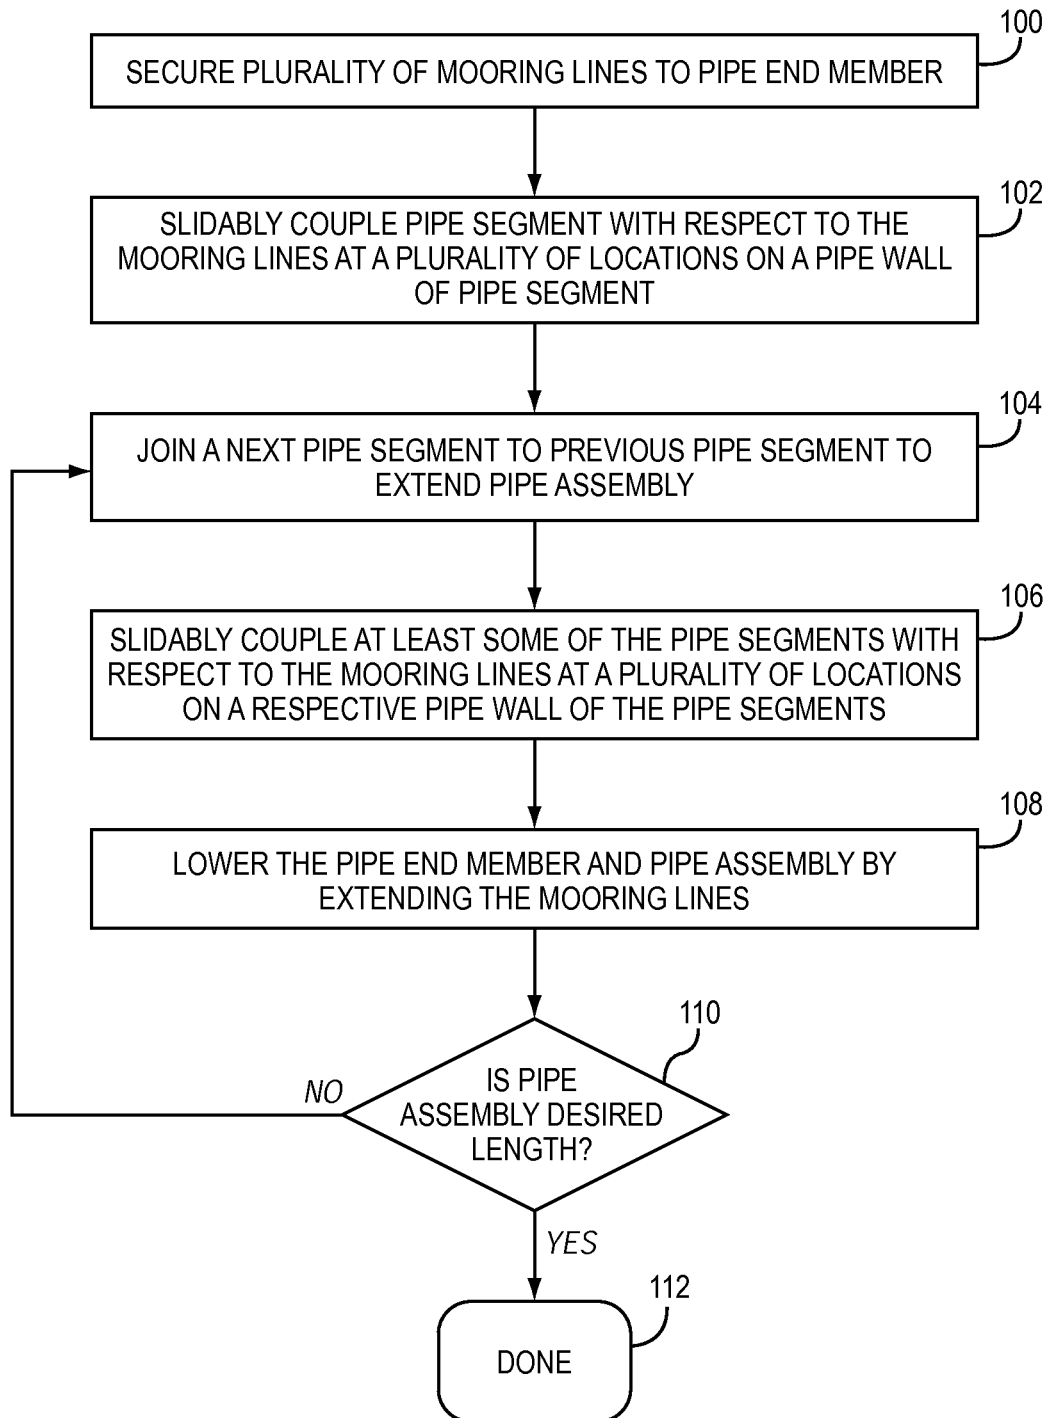 100
SECURE PLURALITY OF MOORING LINES TO PIPE END MEMBER
102
SLIDABLY COUPLE PIPE SEGMENT WITH RESPECT TO THE
MOORING LINES AT A PLURALITY OF LOCATIONS ON A PIPE WALL
OF PIPE SEGMENT
104
JOIN A NEXT PIPE SEGMENT TO PREVIOUS PIPE SEGMENT TO
EXTEND PIPE ASSEMBLY
106
SLIDABLY COUPLE AT LEAST SOME OF THE PIPE SEGMENTS WITH
RESPECT TO THE MOORING LINES AT A PLURALITY OF LOCATIONS
ON A RESPECTIVE PIPE WALL OF THE PIPE SEGMENTS
108
LOWER THE PIPE END MEMBER AND PIPE ASSEMBLY BY
EXTENDING THE MOORING LINES
110
IS PIPE
ASSEMBLY DESIRED
LENGTH?
NO
YES
112
DONE